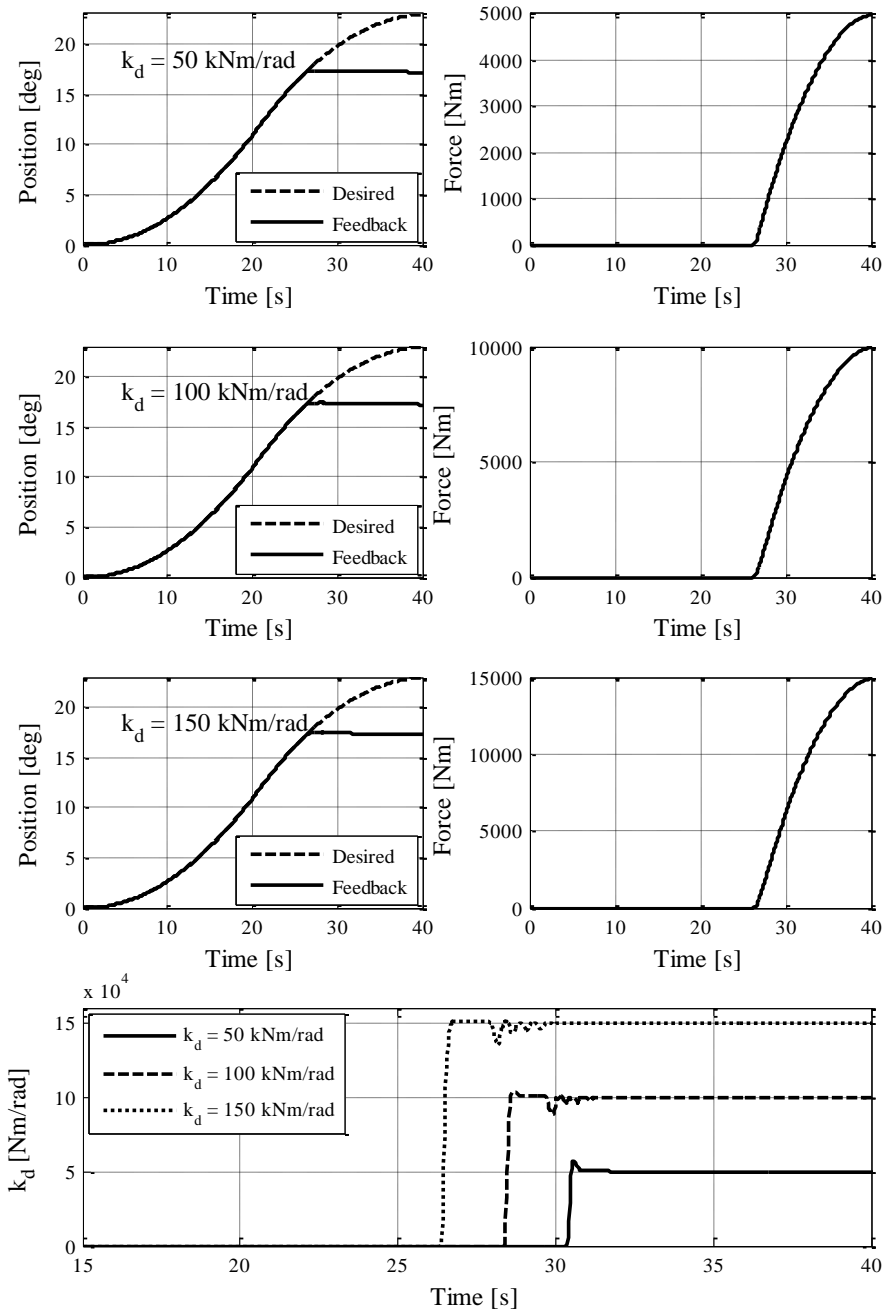 k_d = 50 kNm/rad
Position [deg]
20
10
5
0
Desired
Feedback
0 10 20 30 40
Time [s]
Force [Nm]
5000
4000
3000
2000
1000
0
0 10 20 30 40
Time [s]
k_d = 100 kNm/rad
Position [deg]
20
15
10
5
0
Desired
Feedback
0 10 20 30 40
Time [s]
Force [Nm]
10000
5000
0
0 10 20 30 40
Time [s]
k_d = 150 kNm/rad
Position [deg]
20
15
10
5
0
Desired
Feedback
0 10 20 30 40
Time [s]
Force [Nm]
15000
10000
5000
0
0 10 20 30 40
Time [s]
x 10^4
k_d [Nm/rad]
15
10
5
0
k_d = 50 kNm/rad
k_d = 100 kNm/rad
k_d = 150 kNm/rad
15 20 25 30 35 40
Time [s]